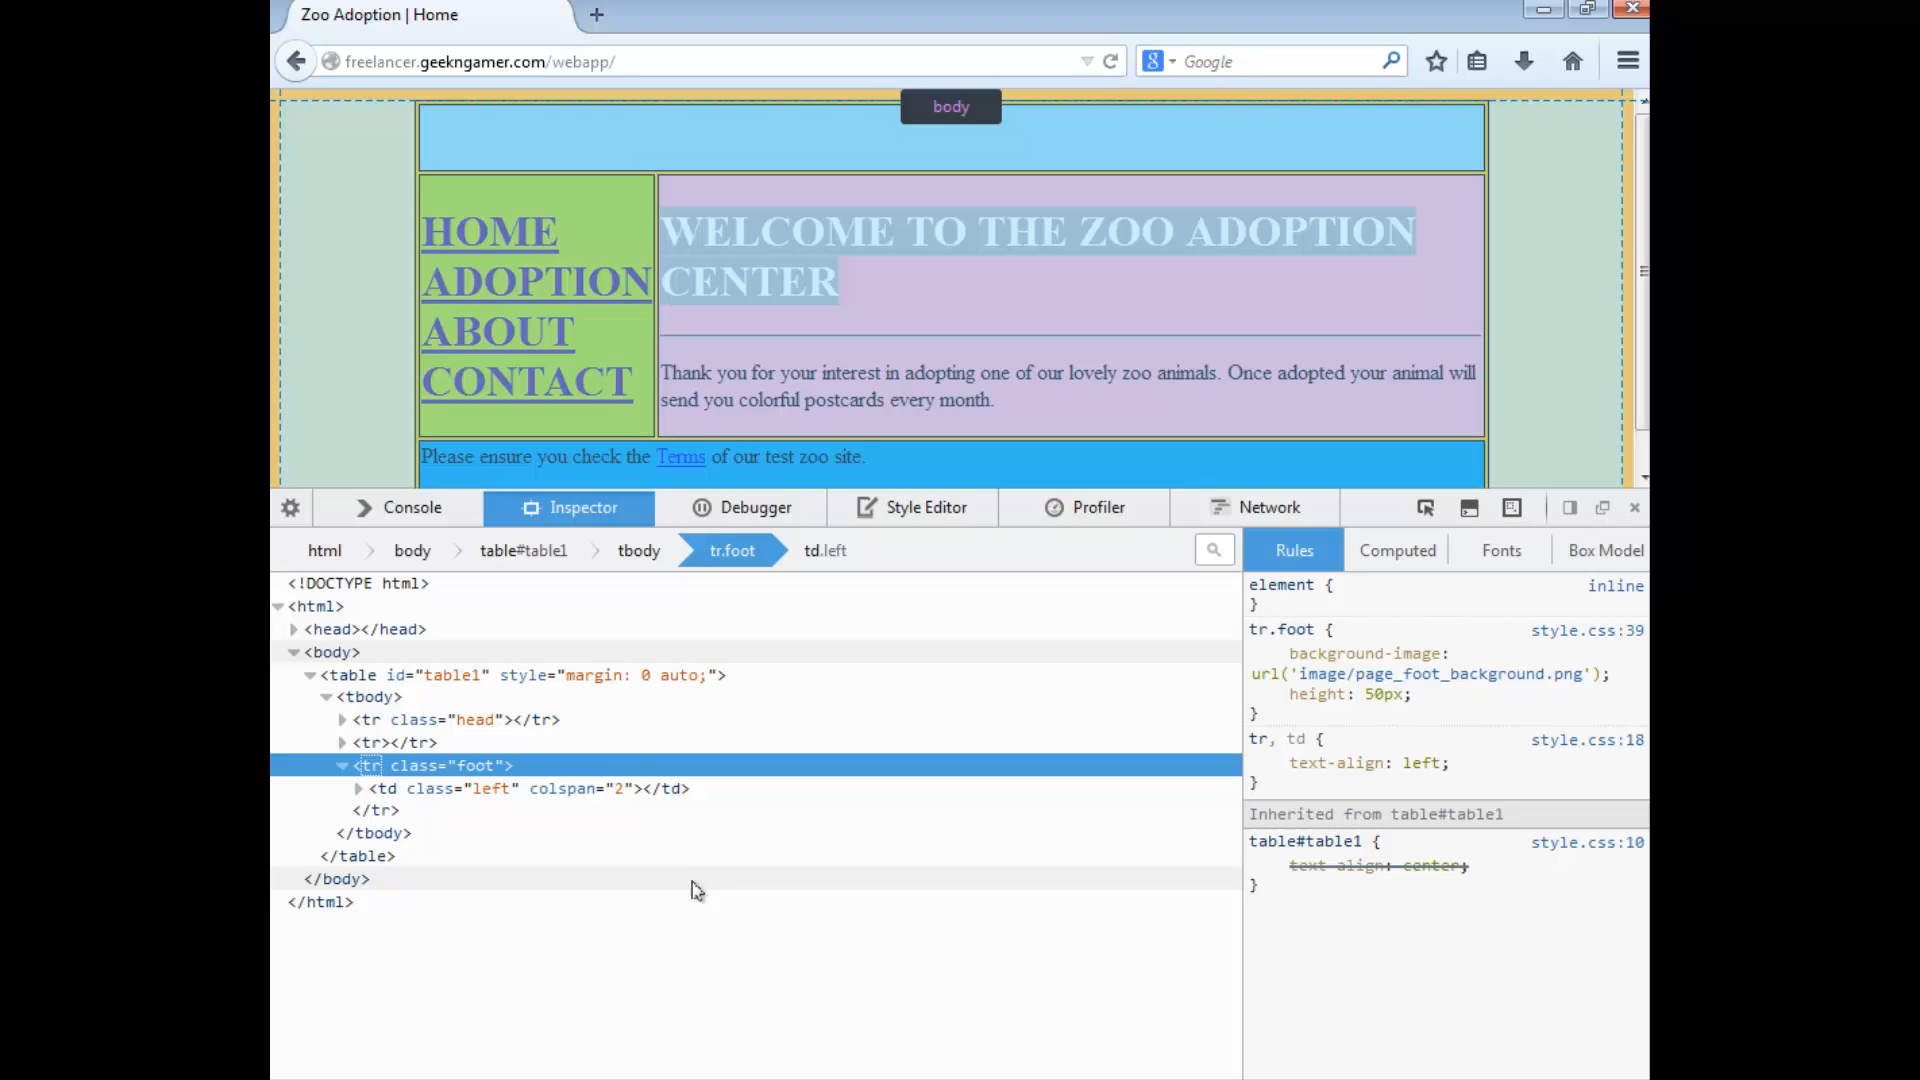 Zoo Adoption | Home
freelancer.geekngamer.com/webapp/
Google
body
HOME
ADOPTION
ABOUT
CONTACT
WELCOME TO THE ZOO ADOPTION
CENTER
Thank you for your interest in adopting one of our lovely zoo animals. Once adopted your animal will
send you colorful postcards every month.
Please ensure you check the Terms of our test zoo site.
Console
Inspector
Debugger
Style Editor
Profiler
Network
html
body
table#table1
tbody
tr.foot
td.left
Rules
Computed
Fonts
Box Model
<!DOCTYPE html>
<html>
<head></head>
<body>
<table id="table1" style="margin: 0 auto;">
<tbody>
<tr class="head"></tr>
<tr></tr>
<tr class="foot">
<td class="left" colspan="2"></td>
</tr>
</tbody>
</table>
</body>
</html>
element {
inline
}
tr.foot {
style.css:39
background-image:
url('image/page_foot_background.png');
height: 50px;
}
tr, td {
style.css:18
text-align: left;
}
Inherited from table#table1
table#table1 {
style.css:10
text-align: center;
}